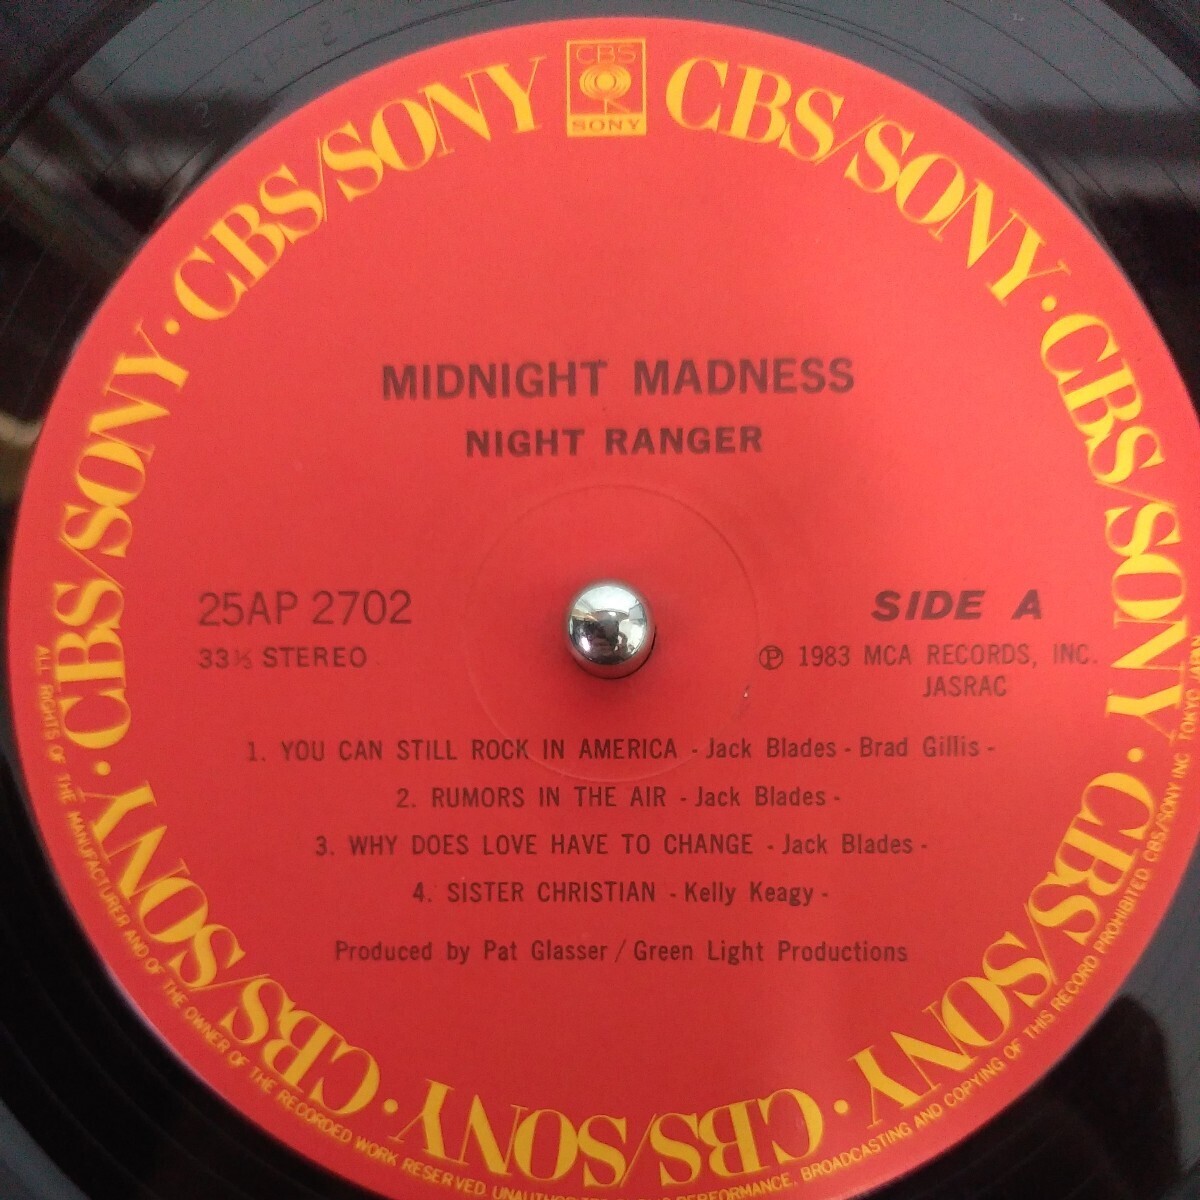 CBS
SONY
CBS/SONY · CBS/SONY · CBS/SONY · CBS/SONY · CBS/SONY · CBS/SONY · CBS/SONY · CBS/SONY · CBS/SONY
MIDNIGHT MADNESS
NIGHT RANGER
25AP 2702
33⅓ STEREO
SIDE A
Ⓟ 1983 MCA RECORDS, INC.
JASRAC
1. YOU CAN STILL ROCK IN AMERICA - Jack Blades - Brad Gillis -
2. RUMORS IN THE AIR - Jack Blades -
3. WHY DOES LOVE HAVE TO CHANGE - Jack Blades -
4. SISTER CHRISTIAN - Kelly Keagy -
Produced by Pat Glasser / Green Light Productions
ALL RIGHTS OF THE MANUFACTURER AND OF THE OWNER OF THE RECORDED WORK RESERVED. PERFORMANCE, BROADCASTING AND COPYING OF THIS RECORD PROHIBITED CBS/SONY INC TOKYO